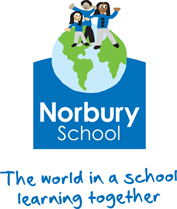 Norbury
School
The world in a school
learning together